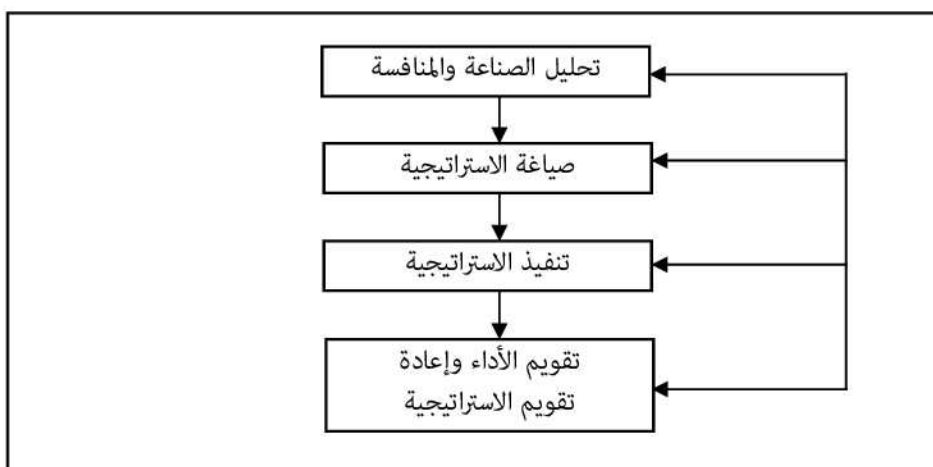 تحليل الصناعة والمنافسة
صياغة الاستراتيجية
تنفيذ الاستراتيجية
تقويم الأداء وإعادة
تقويم الاستراتيجية